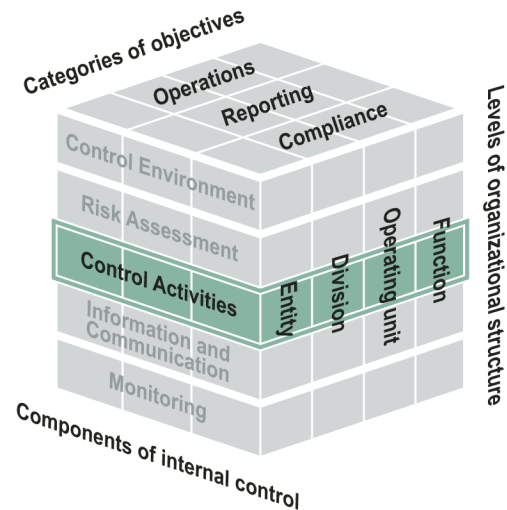 Categories of objectives
Operations
Reporting
Compliance
Levels of organizational structure
Control Environment
Risk Assessment
Control Activities
Information and
Communication
Monitoring
Entity
Division
Operating unit
Function
Components of internal control